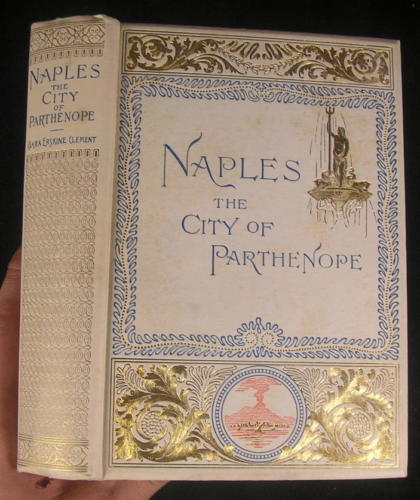 NAPLES
THE
CITY
OF
PARTHENOPE
CLARA ERSKINE CLEMENT
NAPLES
THE
CITY OF
PARTHENOPE